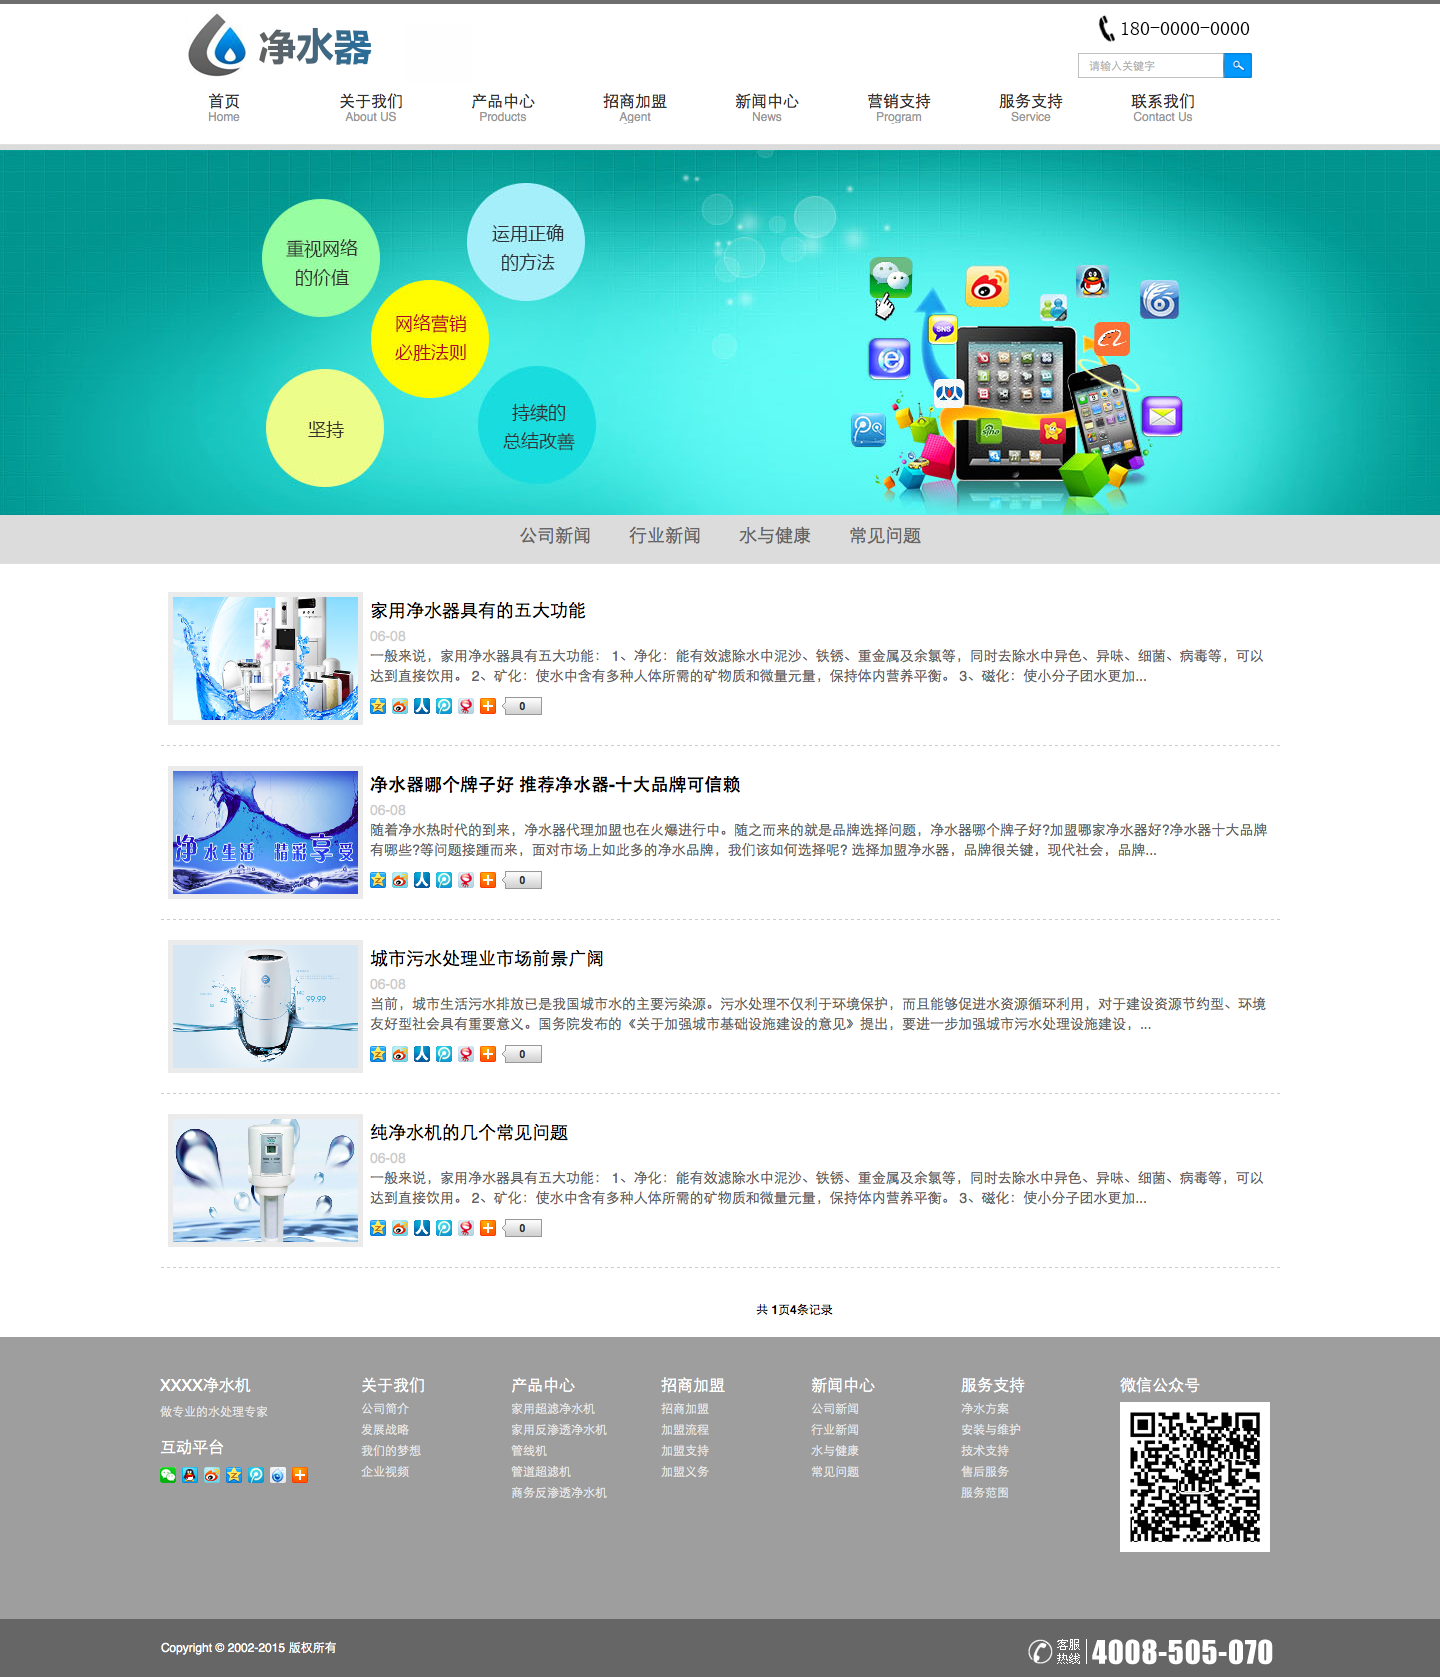 净水器
180-0000-0000
请输入关键字
首页 关于我们 产品中心 招商加盟 新闻中心 营销支持 服务支持 联系我们
Home About US Products Agent News Program Service Contact Us
重视网络
的价值
运用正确
的方法
网络营销
必胜法则
坚持
持续的
总结改善
公司新闻 行业新闻 水与健康 常见问题
家用净水器具有的五大功能
06-08
一般来说，家用净水器具有五大功能： 1、净化：能有效滤除水中泥沙、铁锈、重金属及余氯等，同时去除水中异色、异味、细菌、病毒等，可以
达到直接饮用。 2、矿化：使水中含有多种人体所需的矿物质和微量元量，保持体内营养平衡。 3、磁化：使小分子团水更加...
0
净水生活 精彩享受
净水器哪个牌子好 推荐净水器-十大品牌可信赖
06-08
随着净水热时代的到来，净水器代理加盟也在火爆进行中。随之而来的就是品牌选择问题，净水器哪个牌子好?加盟哪家净水器好?净水器十大品牌
有哪些?等问题接踵而来，面对市场上如此多的净水品牌，我们该如何选择呢? 选择加盟净水器，品牌很关键，现代社会，品牌...
0
99.99
城市污水处理业市场前景广阔
06-08
当前，城市生活污水排放已是我国城市水的主要污染源。污水处理不仅利于环境保护，而且能够促进水资源循环利用，对于建设资源节约型、环境
友好型社会具有重要意义。国务院发布的《关于加强城市基础设施建设的意见》提出，要进一步加强城市污水处理设施建设，...
0
纯净水机的几个常见问题
06-08
一般来说，家用净水器具有五大功能： 1、净化：能有效滤除水中泥沙、铁锈、重金属及余氯等，同时去除水中异色、异味、细菌、病毒等，可以
达到直接饮用。 2、矿化：使水中含有多种人体所需的矿物质和微量元量，保持体内营养平衡。 3、磁化：使小分子团水更加...
0
共 1页4条记录
XXXX净水机
做专业的水处理专家
互动平台
关于我们
公司简介
发展战略
我们的梦想
企业视频
产品中心
家用超滤净水机
家用反渗透净水机
管线机
管道超滤机
商务反渗透净水机
招商加盟
招商加盟
加盟流程
加盟支持
加盟义务
新闻中心
公司新闻
行业新闻
水与健康
常见问题
服务支持
净水方案
安装与维护
技术支持
售后服务
服务范围
微信公众号
Copyright © 2002-2015 版权所有
客服
热线
4008-505-070